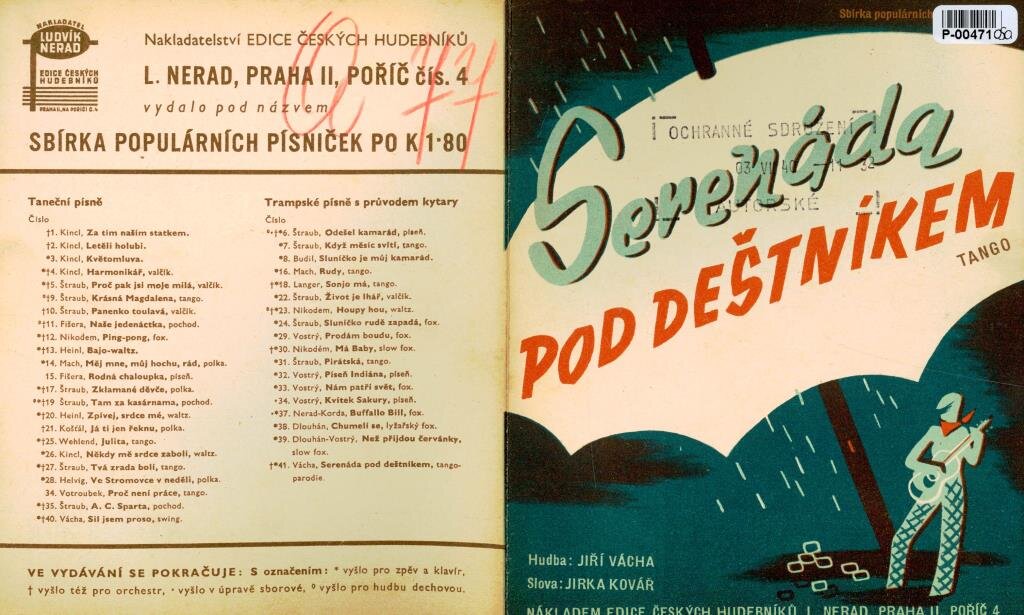 NAKLADATEL
LUDVÍK
NERAD
EDICE ČESKÝCH
HUDEBNÍKŮ
PRAHA II, NA POŘÍČÍ Č. 4
Nakladatelství EDICE ČESKÝCH HUDEBNÍKŮ
L. NERAD, PRAHA II, POŘÍČ čís. 4
vydalo pod názvem
SBÍRKA POPULÁRNÍCH PÍSNIČEK PO K 1·80
Taneční písně
Číslo
†1. Kincl, Za tím naším statkem.
†2. Kincl, Letěli holubi.
*3. Kincl, Květomluva.
*†4. Kincl, Harmonikář, valčík.
*†5. Štraub, Proč pak jsi moje milá, valčík.
°†9. Štraub, Krásná Magdalena, tango.
†10. Štraub, Panenko toulavá, valčík.
°*†11. Fišera, Naše jedenáctka, pochod.
*†12. Nikodem, Ping-pong, fox.
*†13. Heinl, Bajo-waltz.
*14. Mach, Měj mne, můj hochu, rád, polka.
15. Fišera, Rodná chaloupka, píseň.
*†17. Štraub, Zklamané děvče, polka.
°*†19 Štraub, Tam za kasárnama, pochod.
*†20. Heinl, Zpívej, srdce mé, waltz.
†21. Košťál, Já ti jen řeknu, polka.
*†25. Wehlend, Julita, tango.
*26. Kincl, Někdy mě srdce zabolí, waltz.
*†27. Štraub, Tvá zrada bolí, tango.
*28. Helvig, Ve Stromovce v neděli, polka.
34. Votroubek, Proč není práce, tango.
*†35. Štraub, A. C. Sparta, pochod.
*†40. Vácha, Sil jsem proso, swing.
Trampské písně s průvodem kytary
Číslo
°·†*6. Štraub, Odešel kamarád, píseň.
*7. Štraub, Když měsíc svítí, tango.
*8. Budil, Sluníčko je můj kamarád.
*16. Mach, Rudy, tango.
†*18. Langer, Sonjo má, tango.
*22. Štraub, Život je lhář, valčík.
°†*23. Nikodem, Houpy hou, waltz.
*24. Štraub, Sluníčko rudě zapadá, fox.
*29. Vostrý, Prodám boudu, fox.
†*30. Nikodém, Má Baby, slow fox.
*31. Štraub, Pirátská, tango.
*32. Vostrý, Píseň Indiána, píseň.
*33. Vostrý, Nám patří svět, fox.
·34. Vostrý, Kvítek Sakury, píseň.
·*37. Nerad-Korda, Buffallo Bill, fox.
*38. Dlouhán, Chumelí se, lyžařský fox.
*39. Dlouhán-Vostrý, Než přijdou červánky,
slow fox.
†*41. Vácha, Serenáda pod deštníkem, tango-
parodie.
VE VYDÁVÁNÍ SE POKRAČUJE: S označením: * vyšlo pro zpěv a klavír,
† vyšlo též pro orchestr, · vyšlo v úpravě sborové, ° vyšlo pro hudbu dechovou.
Sbírka populárních
P-00471080
OCHRANNÉ SDRUŽENÍ
AUTORSKÉ
Serenáda
POD DEŠTNÍKEM
TANGO
Hudba: JIŘÍ VÁCHA
Slova: JIRKA KOVÁŘ
NÁKLADEM EDICE ČESKÝCH HUDEBNÍKŮ L. NERAD, PRAHA II, POŘÍČ 4